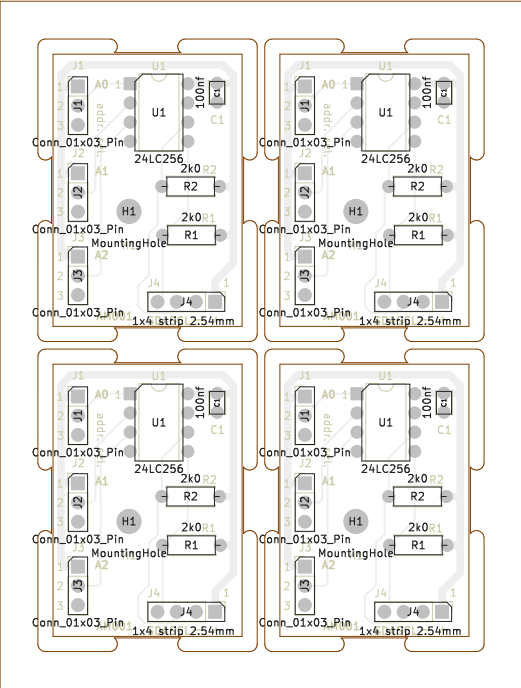 J1 U1
A0 1
1 J1 100nf C1
2 addr. U1
3 C1
Conn_01x03_Pin
J2 24LC256
2k0 R2
1 A1
2 J2 R2
3 H1
2k0 R1
Conn_01x03_Pin
J3 MountingHole R1
1 A2
2 J3
3 J4 1
J4
Conn_01x03_Pin
1x4 strip 2.54mm
J1 U1
A0 1
1 J1 100nf C1
2 addr. U1
3 C1
Conn_01x03_Pin
J2 24LC256
2k0 R2
1 A1
2 J2 R2
3 H1
2k0 R1
Conn_01x03_Pin
J3 MountingHole R1
1 A2
2 J3
3 J4 1
J4
Conn_01x03_Pin
1x4 strip 2.54mm
J1 U1
A0 1
1 J1 100nf C1
2 addr. U1
3 C1
Conn_01x03_Pin
J2 24LC256
2k0 R2
1 A1
2 J2 R2
3 H1
2k0 R1
Conn_01x03_Pin
J3 MountingHole R1
1 A2
2 J3
3 J4 1
J4
Conn_01x03_Pin
1x4 strip 2.54mm
J1 U1
A0 1
1 J1 100nf C1
2 addr. U1
3 C1
Conn_01x03_Pin
J2 24LC256
2k0 R2
1 A1
2 J2 R2
3 H1
2k0 R1
Conn_01x03_Pin
J3 MountingHole R1
1 A2
2 J3
3 J4 1
J4
Conn_01x03_Pin
1x4 strip 2.54mm